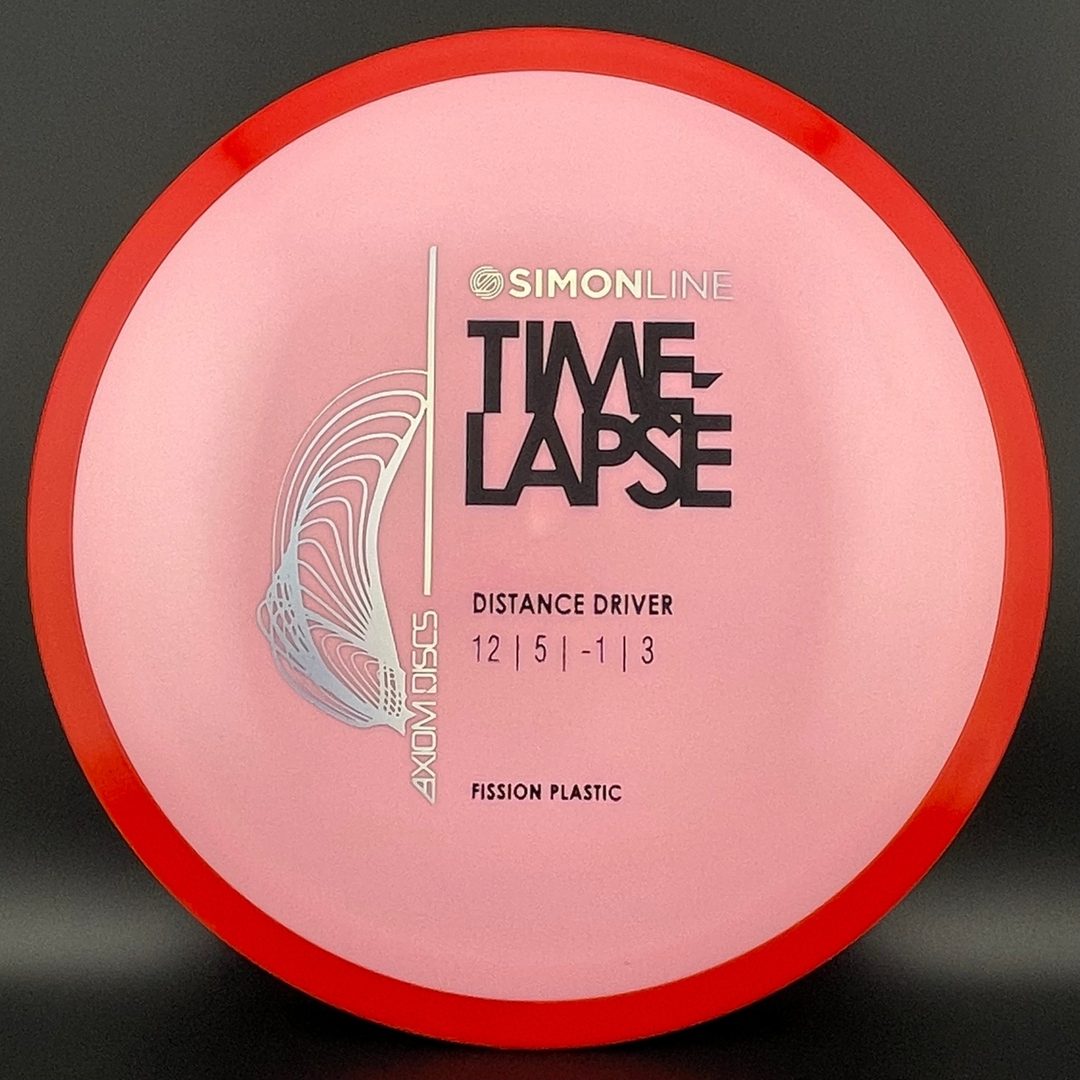 SIMONLINE
TIME-
LAPSE
DISTANCE DRIVER
12 | 5 | -1 | 3
FISSION PLASTIC
AXIOM DISCS